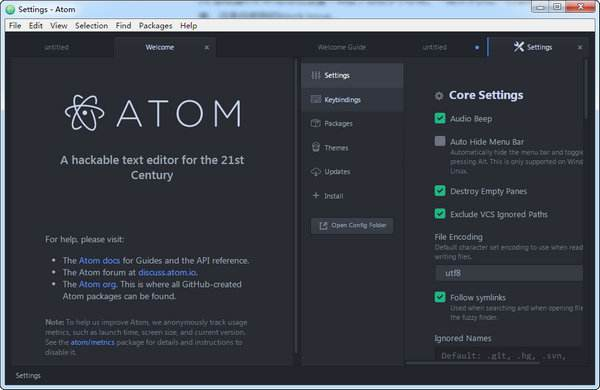 Settings - Atom
File Edit View Selection Find Packages Help
untitled
Welcome
Welcome Guide
untitled
Settings
ATOM
A hackable text editor for the 21st
Century
For help, please visit:
The Atom docs for Guides and the API reference.
The Atom forum at discuss.atom.io.
The Atom org. This is where all GitHub-created
Atom packages can be found.
Note: To help us improve Atom, we anonymously track usage
metrics, such as launch time, screen size, and current version.
See the atom/metrics package for details and instructions to
disable it.
Settings
Keybindings
Packages
Themes
Updates
Install
Open Config Folder
Core Settings
Audio Beep
Auto Hide Menu Bar
Automatically hide the menu bar and toggle
pressing Alt. This is only supported on Wind
Linux.
Destroy Empty Panes
Exclude VCS Ignored Paths
File Encoding
Default character set encoding to use when read
writing files.
utf8
Follow symlinks
Used when searching and when opening file
the fuzzy finder.
Ignored Names
Default: .git, .hg, .svn,
Settings